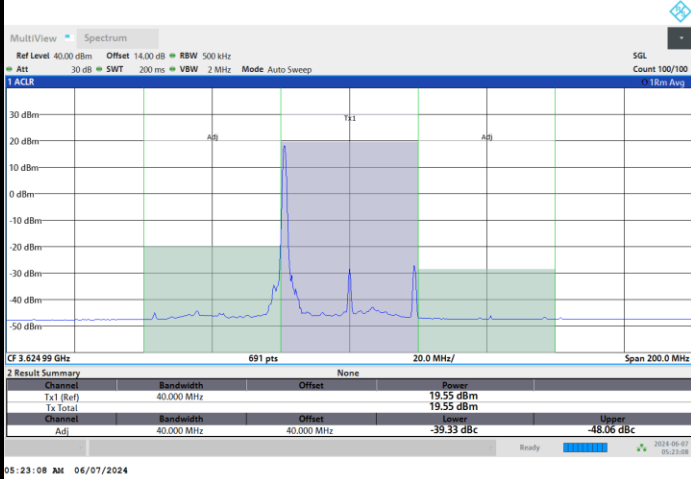 MultiView Spectrum
Ref Level 40.00 dBm Offset 14.00 dB RBW 500 kHz SGL
Att 30 dB SWT 200 ms VBW 2 MHz Mode Auto Sweep Count 100/100
1 ACLR 1Rm Avg
30 dBm
Tx1
20 dBm Adj Adj
10 dBm
0 dBm
-10 dBm
-20 dBm
-30 dBm
-40 dBm
-50 dBm
CF 3.624 99 GHz 691 pts 20.0 MHz/ Span 200.0 MHz
2 Result Summary None
Channel Bandwidth Offset Power
Tx1 (Ref) 40.000 MHz 19.55 dBm
Tx Total 19.55 dBm
Channel Bandwidth Offset Lower Upper
Adj 40.000 MHz 40.000 MHz -39.33 dBc -48.06 dBc
Ready 2024-06-07
05:23:08
05:23:08 AM 06/07/2024